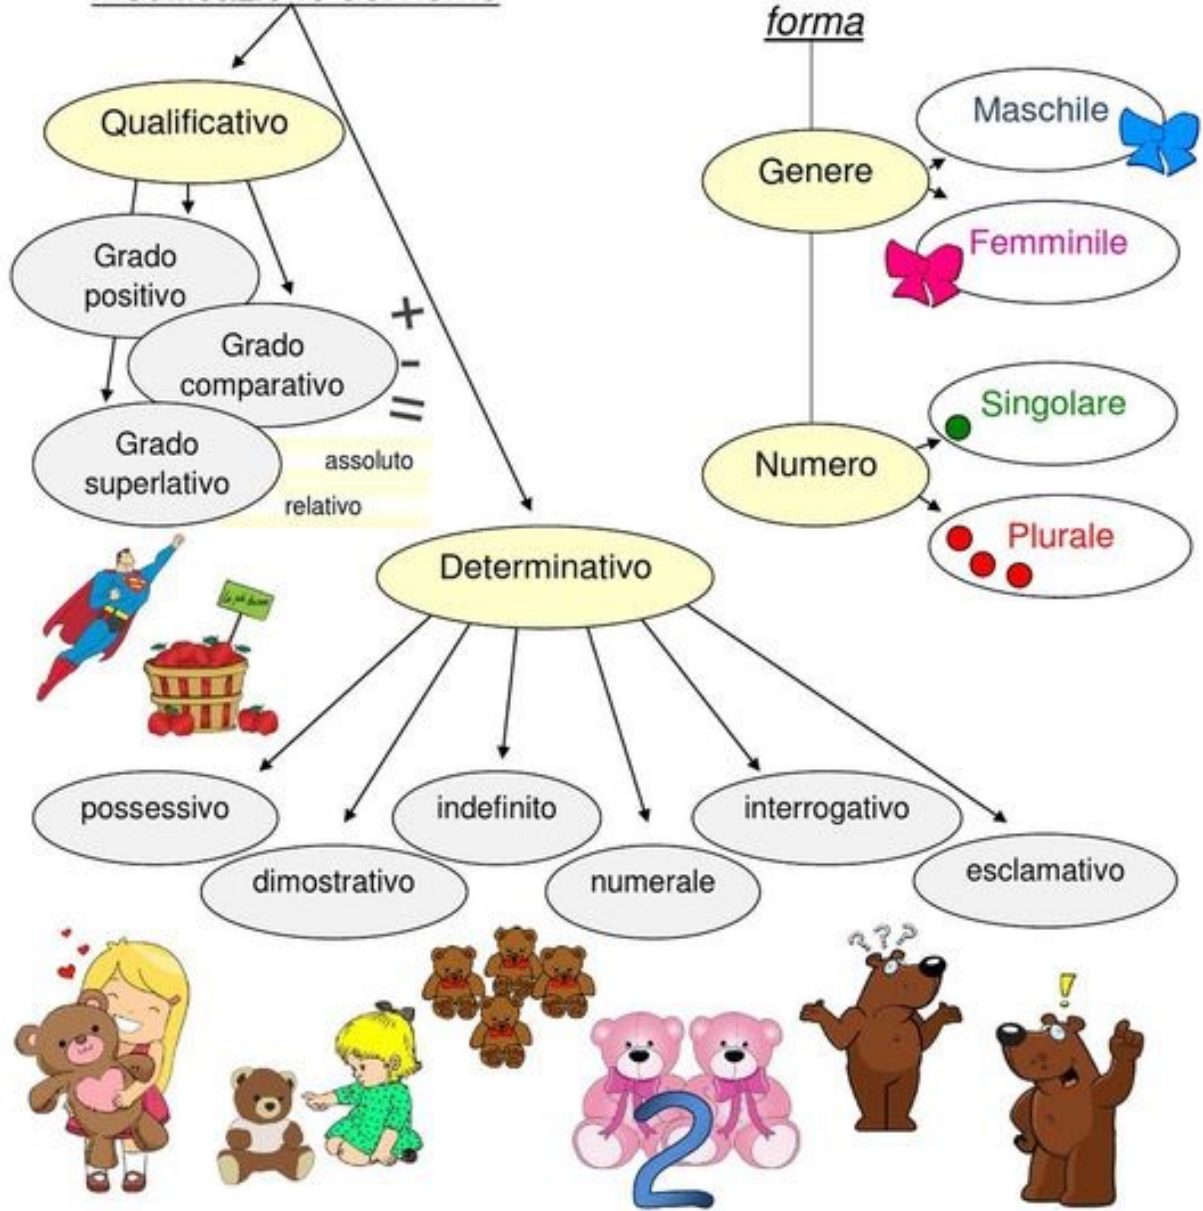 forma
Qualificativo
Maschile
Genere
Femminile
Grado
positivo
+
Grado
comparativo
-
=
Singolare
Grado
superlativo
assoluto
relativo
Numero
Plurale
Determinativo
possessivo
indefinito
interrogativo
dimostrativo
numerale
esclamativo
? ? ?
!
2